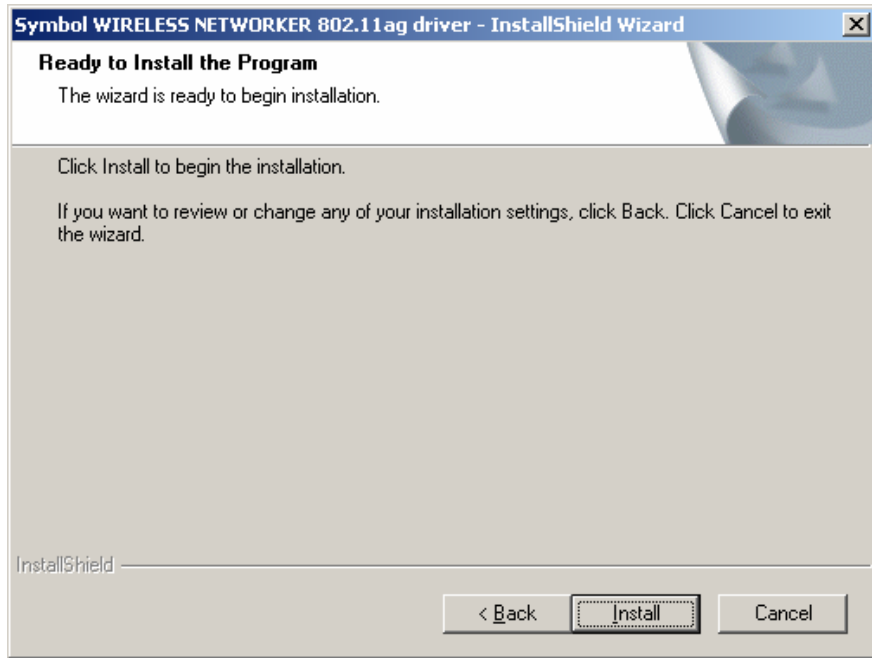 Symbol WIRELESS NETWORKER 802.11ag driver - InstallShield Wizard
Ready to Install the Program
The wizard is ready to begin installation.
Click Install to begin the installation.
If you want to review or change any of your installation settings, click Back. Click Cancel to exit
the wizard.
InstallShield
< Back Install Cancel